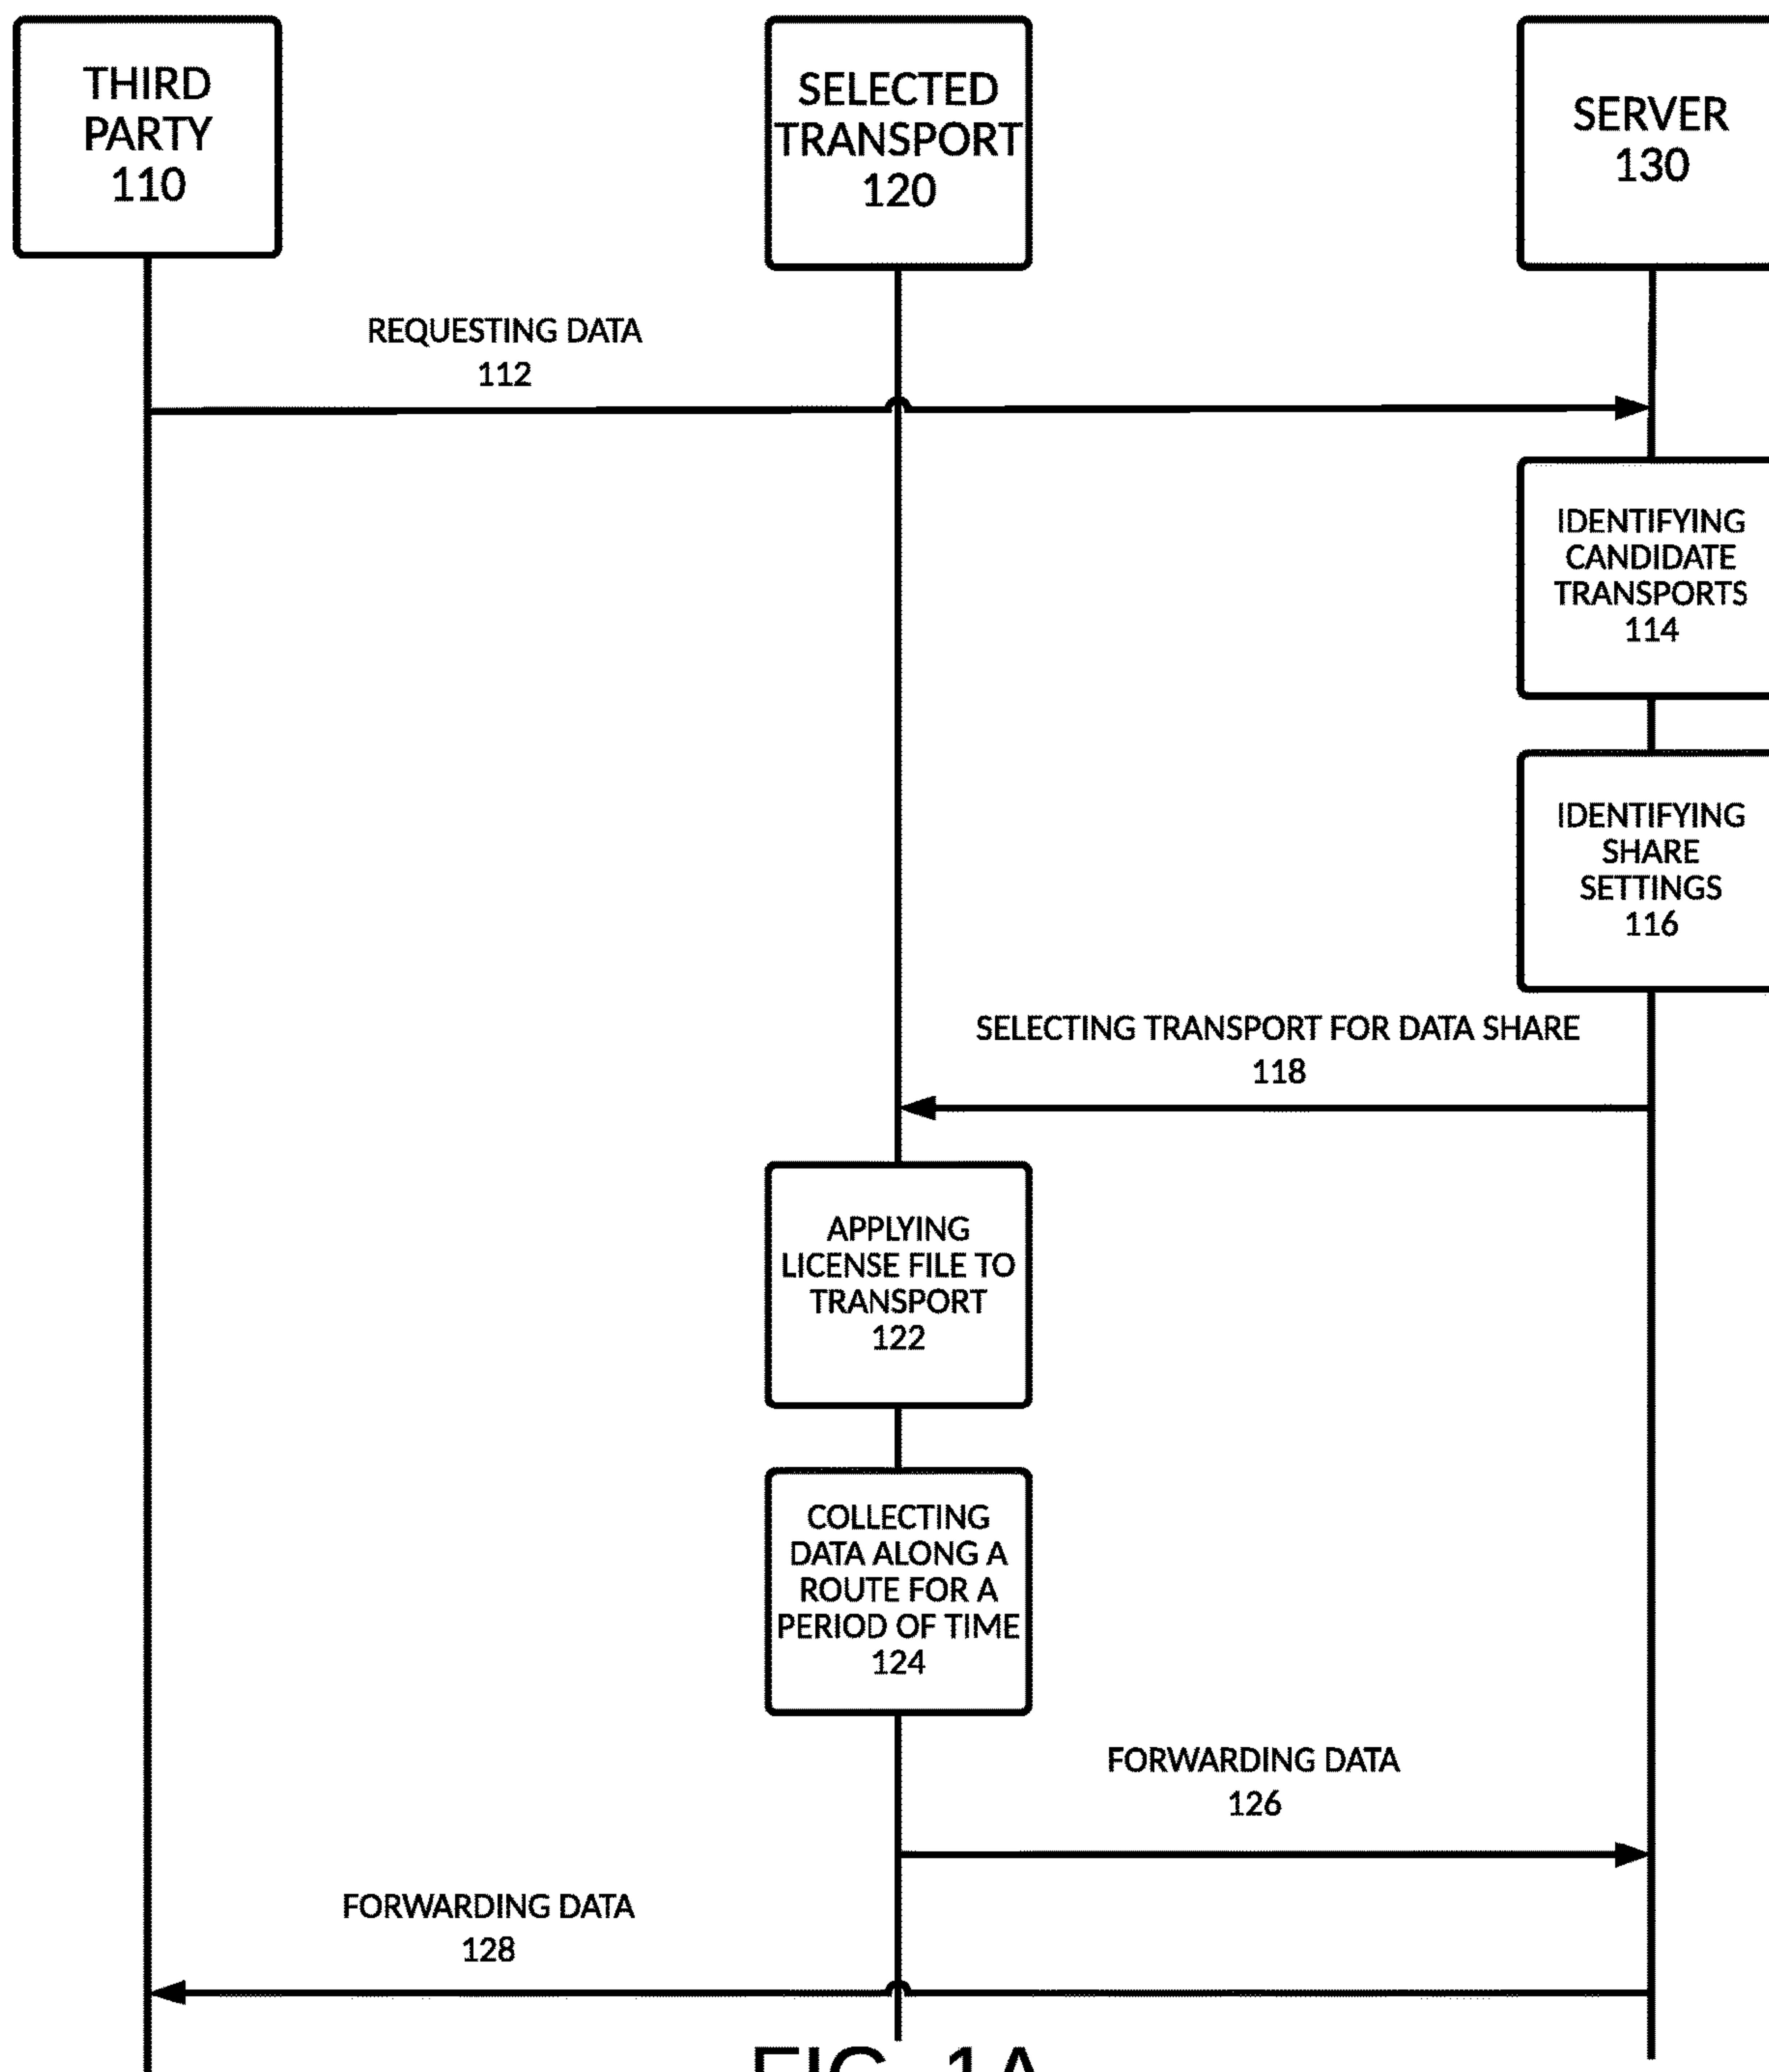 THIRD
PARTY
110
SELECTED
TRANSPORT
120
SERVER
130
REQUESTING DATA
112
IDENTIFYING
CANDIDATE
TRANSPORTS
114
IDENTIFYING
SHARE
SETTINGS
116
SELECTING TRANSPORT FOR DATA SHARE
118
APPLYING
LICENSE FILE TO
TRANSPORT
122
COLLECTING
DATA ALONG A
ROUTE FOR A
PERIOD OF TIME
124
FORWARDING DATA
126
FORWARDING DATA
128
FIG. 1A